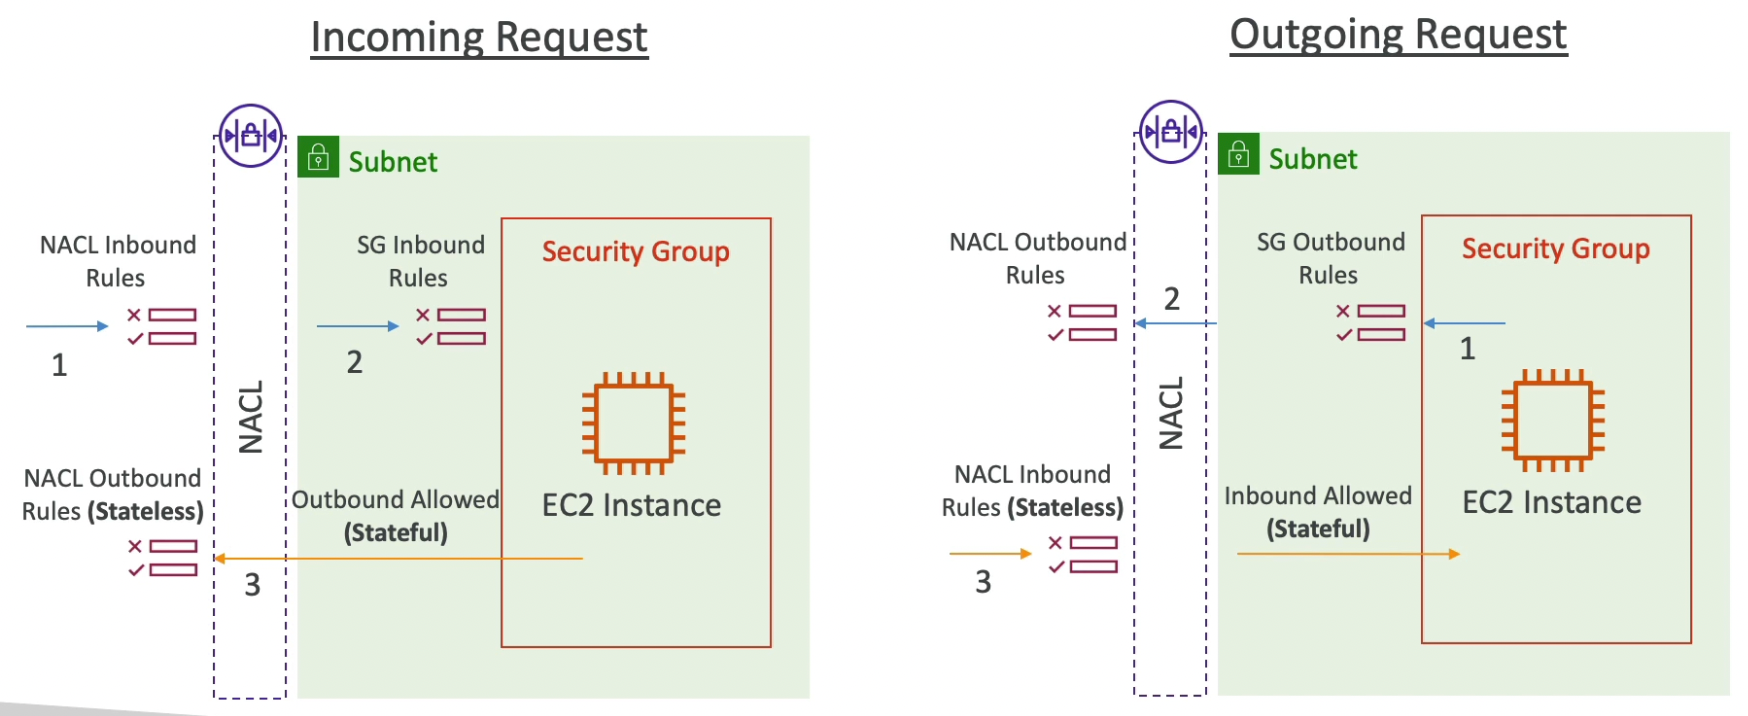 Incoming Request
Subnet
NACL Inbound
Rules
SG Inbound
Rules
Security Group
1
2
NACL
NACL Outbound
Rules (Stateless)
Outbound Allowed
(Stateful)
EC2 Instance
3
Outgoing Request
Subnet
NACL Outbound
Rules
SG Outbound
Rules
Security Group
2
1
NACL
NACL Inbound
Rules (Stateless)
Inbound Allowed
(Stateful)
EC2 Instance
3